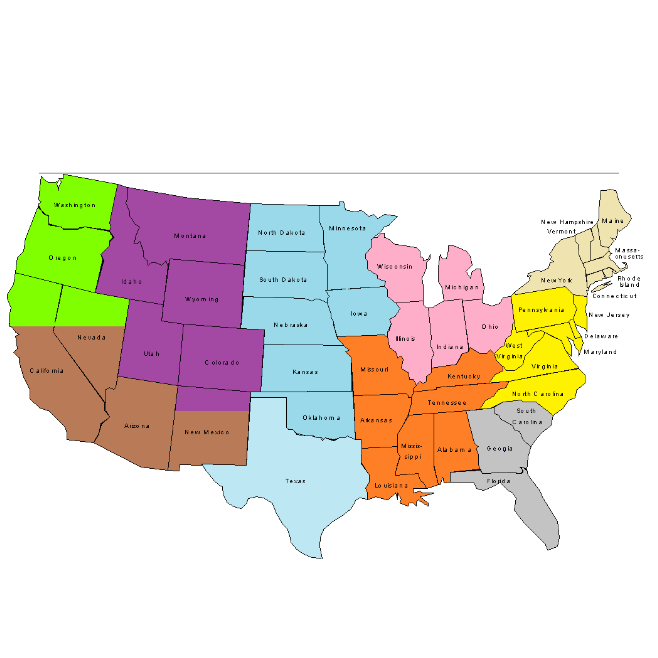 Washington
Oregon
Idaho
Montana
Wyoming
Nevada
California
Utah
Colorado
Arizona
New Mexico
North Dakota
South Dakota
Nebraska
Kanzas
Oklahoma
Texas
Minnesota
Iowa
Missouri
Arkansas
Louisiana
Wisconsin
Illinois
Michigan
Indiana
Ohio
Kentucky
Tennessee
Missis-
sippi
Alabama
Georgia
Florida
South
Carolina
North Carolina
Virginia
West
Virginia
Pennsylvania
New York
New Hampshire
Vermont
Maine
Massa-
onusetts
Rhode
Island
Connecticut
New Jersey
Delaware
Maryland